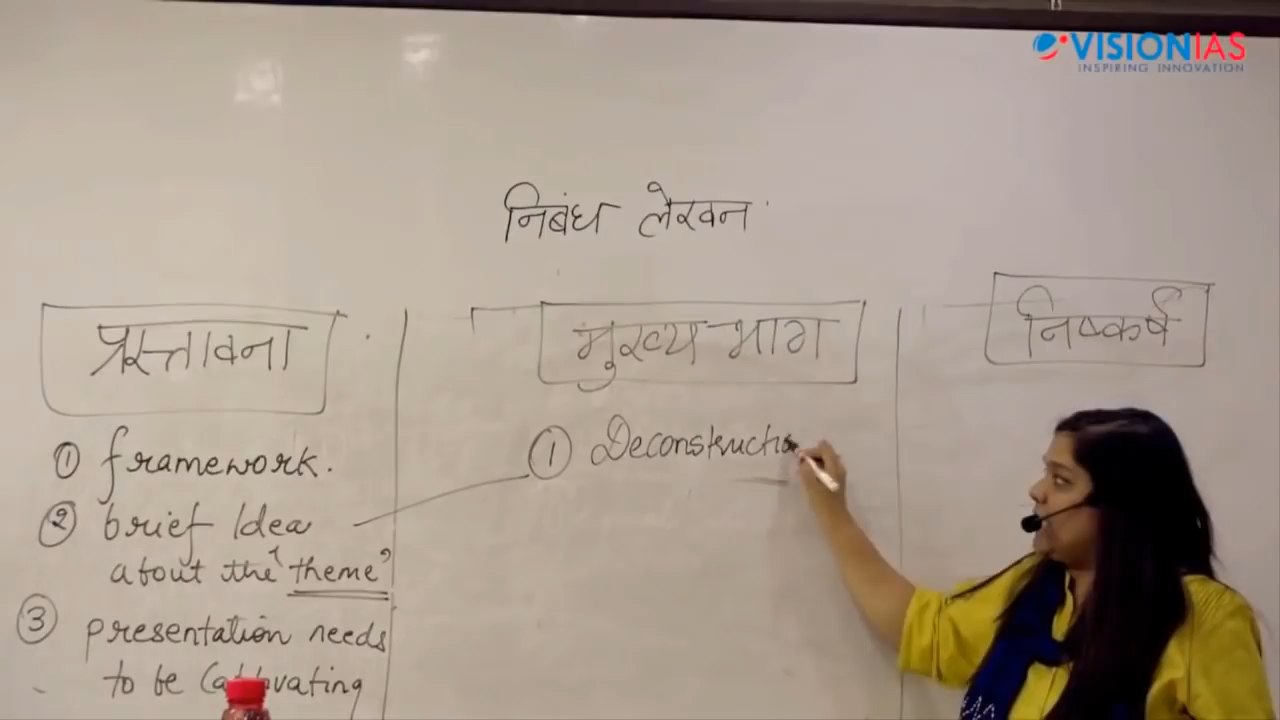 VISIONIAS
INSPIRING INNOVATION
निबंध लेखन
प्रस्तावना
① framework.
② brief Idea
about the 'theme'
③ presentation needs
to be
मुख्य भाग
① Deconstructio
निष्कर्ष